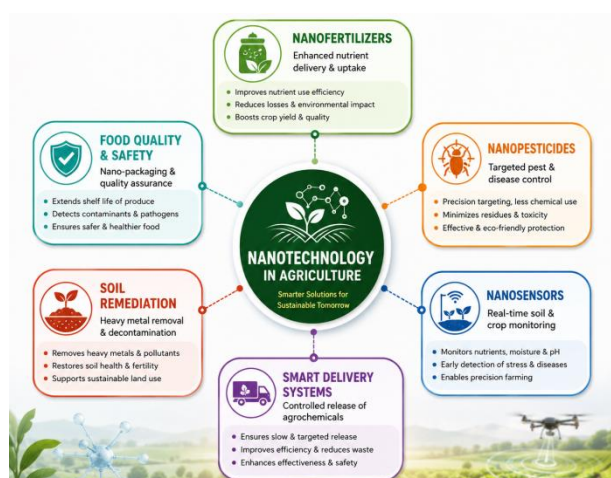 NANOFERTILIZERS
Enhanced nutrient
delivery & uptake
• Improves nutrient use efficiency
• Reduces losses & environmental impact
• Boosts crop yield & quality
FOOD QUALITY
& SAFETY
Nano-packaging &
quality assurance
• Extends shelf life of produce
• Detects contaminants & pathogens
• Ensures safer & healthier food
NANOPESTICIDES
Targeted pest &
disease control
• Precision targeting, less chemical use
• Minimizes residues & toxicity
• Effective & eco-friendly protection
NANOTECHNOLOGY
IN AGRICULTURE
Smarter Solutions for
Sustainable Tomorrow
SOIL
REMEDIATION
Heavy metal removal
& decontamination
• Removes heavy metals & pollutants
• Restores soil health & fertility
• Supports sustainable land use
NANOSENSORS
Real-time soil &
crop monitoring
• Monitors nutrients, moisture & pH
• Early detection of stress & diseases
• Enables precision farming
SMART DELIVERY
SYSTEMS
Controlled release of
agrochemicals
• Ensures slow & targeted release
• Improves efficiency & reduces waste
• Enhances effectiveness & safety